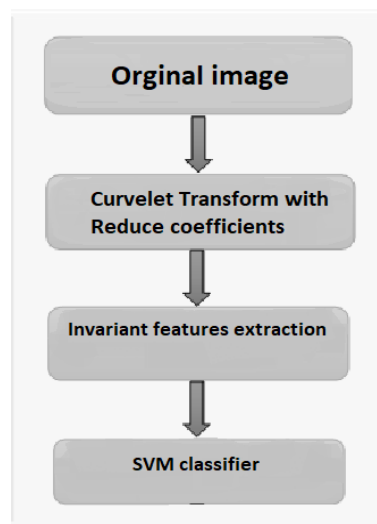 Orginal image
Curvelet Transform with
Reduce coefficients
Invariant features extraction
SVM classifier